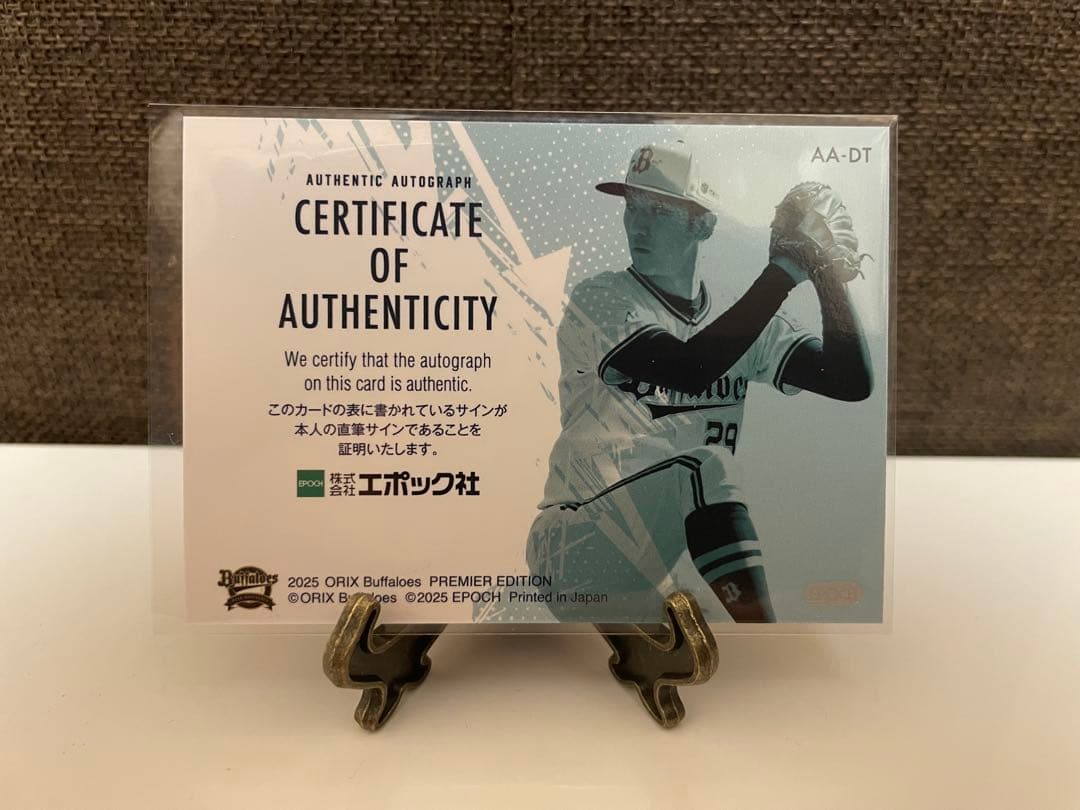 AA-DT
AUTHENTIC AUTOGRAPH
CERTIFICATE
OF
AUTHENTICITY
We certify that the autograph
on this card is authentic.
このカードの表に書かれているサインが
本人の直筆サインであることを
証明いたします。
EPOCH 株式会社 エポック社
B
Buffaloes
29
B
Buffaloes
2025 ORIX Buffaloes PREMIER EDITION
©ORIX Buffaloes ©2025 EPOCH Printed in Japan